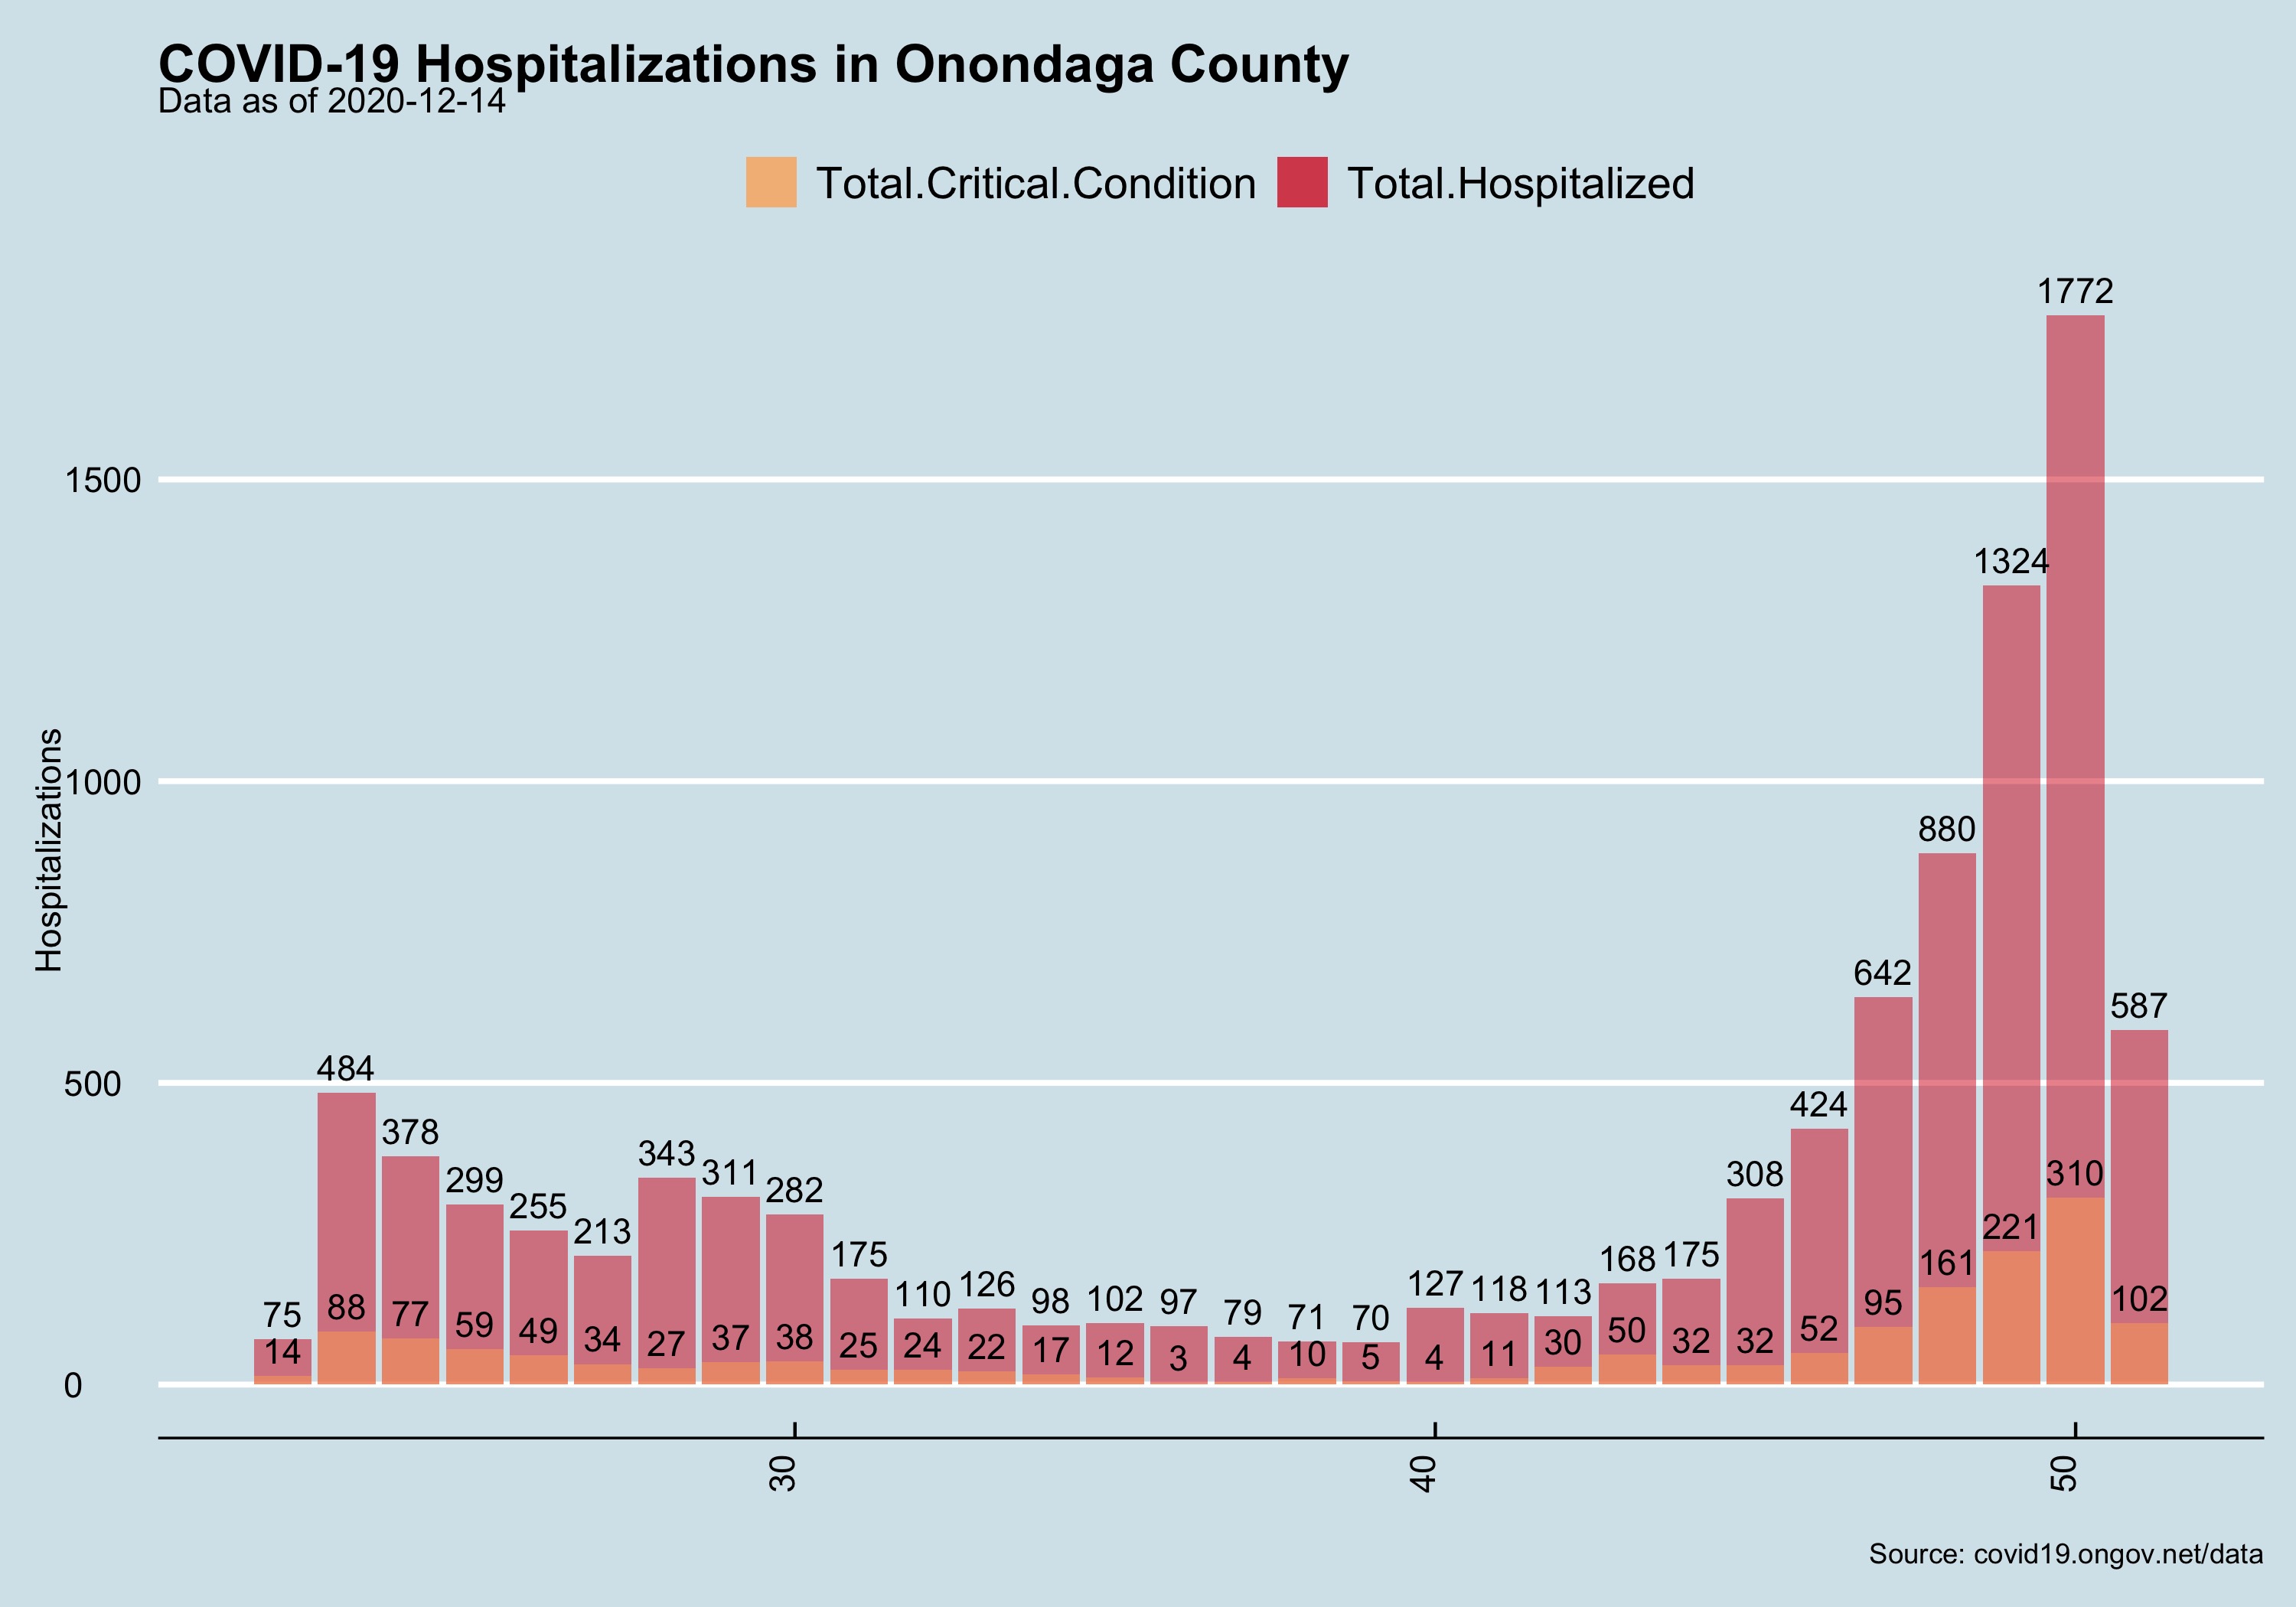 COVID-19 Hospitalizations in Onondaga County
Data as of 2020-12-14
Total.Critical.Condition Total.Hospitalized
Hospitalizations
1500
1000
500
0
75 484 378 299 255 213 343 311 282 175 110 126 98 102 97 79 71 70 127 118 113 168 175 308 424 642 880 1324 1772 587
14 88 77 59 49 34 27 37 38 25 24 22 17 12 3 4 10 5 4 11 30 50 32 32 52 95 161 221 310 102
30 40 50
Source: covid19.ongov.net/data